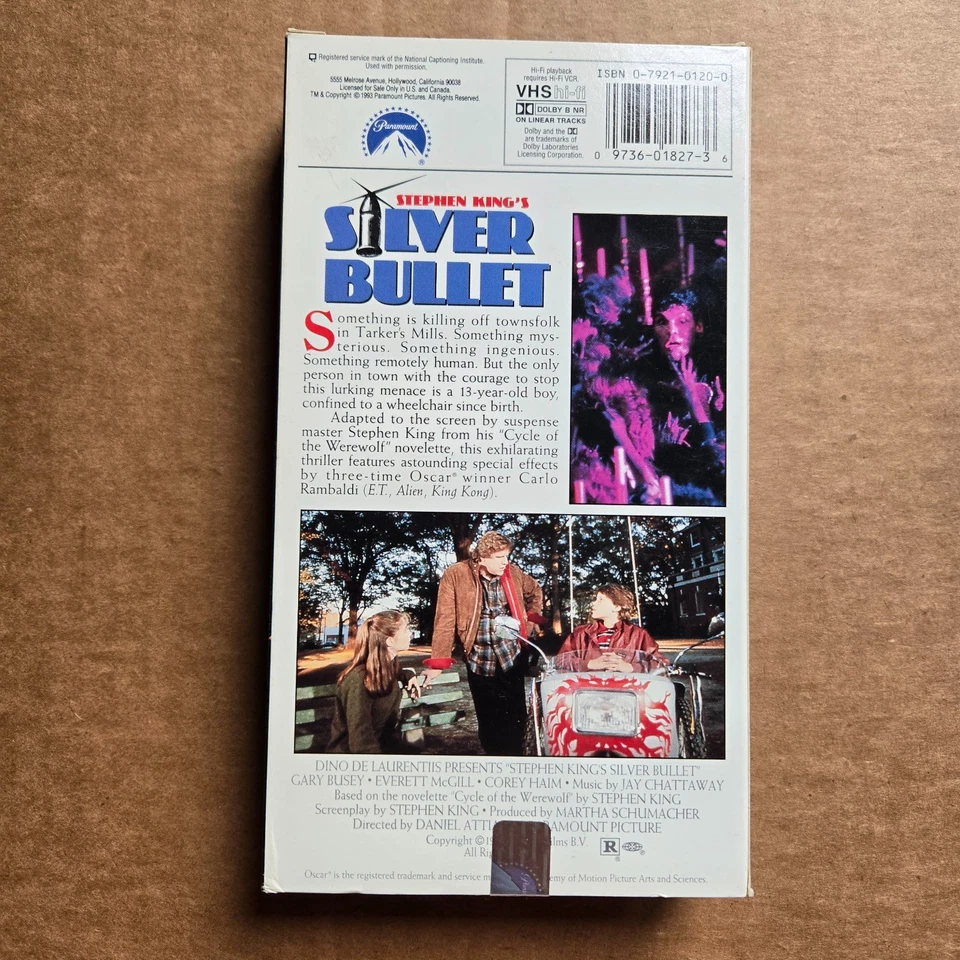 Registered service mark of the National Captioning Institute.
Used with permission.
5555 Melrose Avenue, Hollywood, California 90038
Licensed for Sale Only in U.S. and Canada.
TM & Copyright © 1993 Paramount Pictures. All Rights Reserved.
Paramount
®
Hi-Fi playback
requires Hi-Fi VCR.
VHS hi-fi
DOLBY B NR
ON LINEAR TRACKS
Dolby and the
are trademarks of
Dolby Laboratories
Licensing Corporation.
ISBN 0-7921-0120-0
0 9736-01827-3 6
STEPHEN KING'S
SILVER
BULLET
Something is killing off townsfolk
in Tarker's Mills. Something mys-
terious. Something ingenious.
Something remotely human. But the only
person in town with the courage to stop
this lurking menace is a 13-year-old boy,
confined to a wheelchair since birth.
Adapted to the screen by suspense
master Stephen King from his "Cycle of
the Werewolf" novelette, this exhilarating
thriller features astounding special effects
by three-time Oscar® winner Carlo
Rambaldi (E.T., Alien, King Kong).
DINO DE LAURENTIIS PRESENTS "STEPHEN KING'S SILVER BULLET"
GARY BUSEY • EVERETT McGILL • COREY HAIM • Music by JAY CHATTAWAY
Based on the novelette "Cycle of the Werewolf" by STEPHEN KING
Screenplay by STEPHEN KING • Produced by MARTHA SCHUMACHER
Directed by DANIEL ATTI AMOUNT PICTURE
Copyright © ilms B.V.
All Ri
R
®
Oscar® is the registered trademark and service m emy of Motion Picture Arts and Sciences.